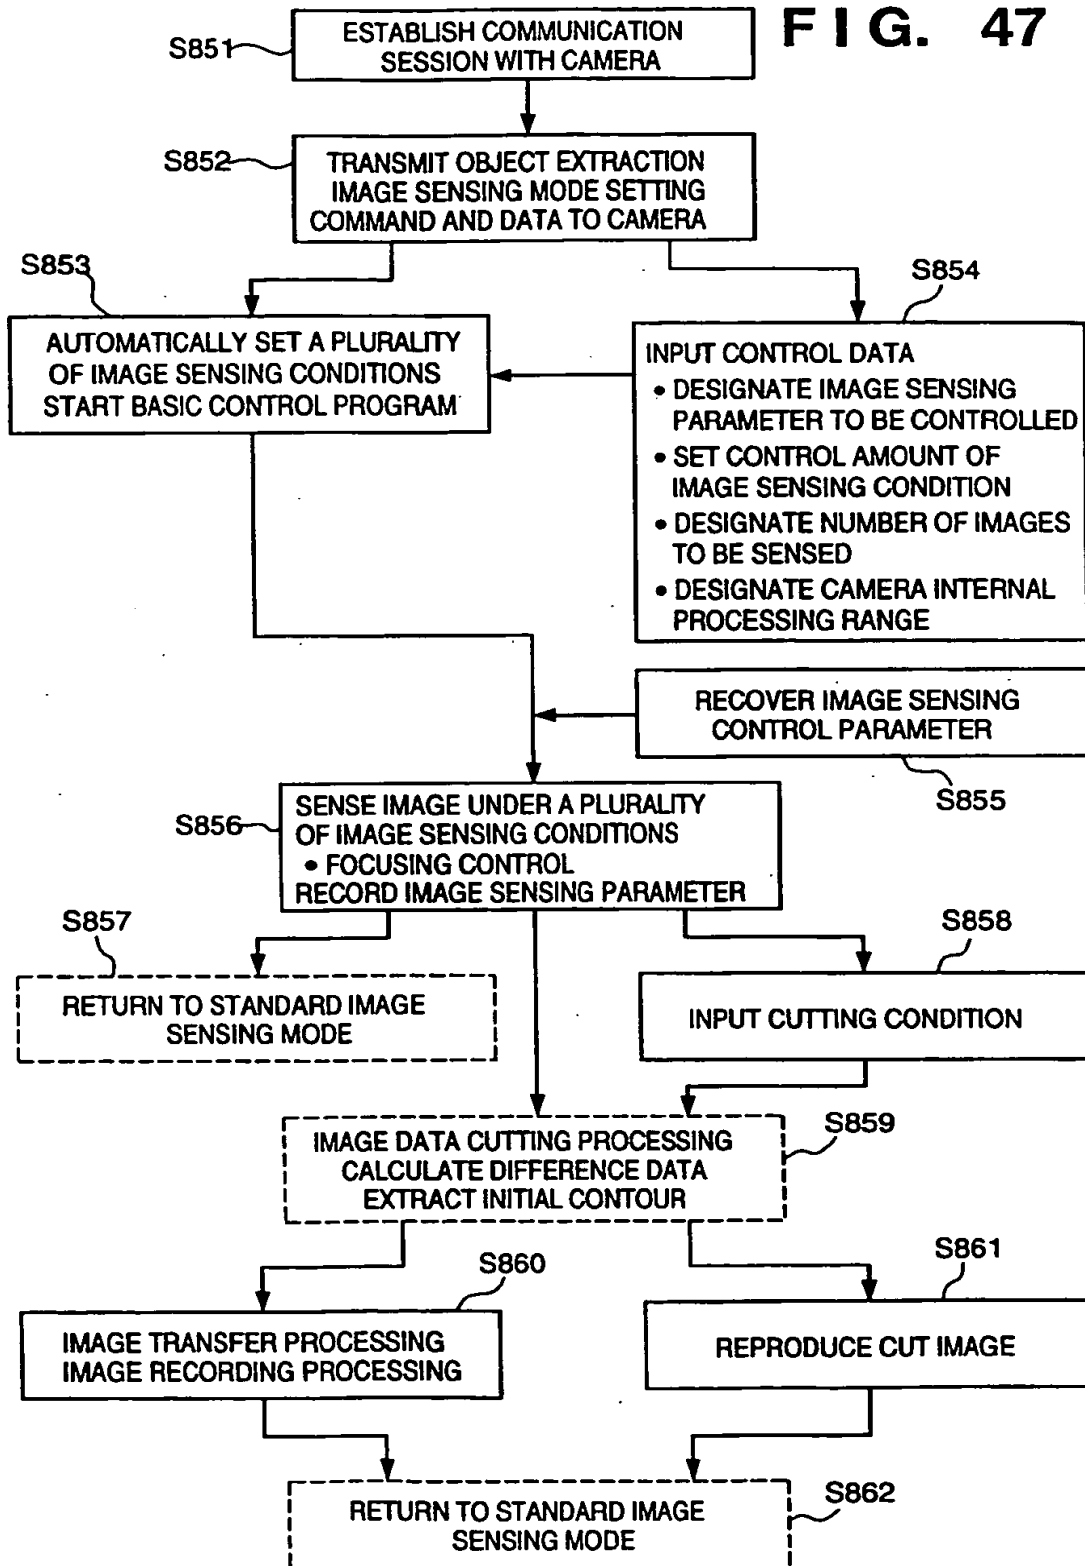 FIG. 47
S851
ESTABLISH COMMUNICATION
SESSION WITH CAMERA
S852
TRANSMIT OBJECT EXTRACTION
IMAGE SENSING MODE SETTING
COMMAND AND DATA TO CAMERA
S853
AUTOMATICALLY SET A PLURALITY
OF IMAGE SENSING CONDITIONS
START BASIC CONTROL PROGRAM
S854
INPUT CONTROL DATA
• DESIGNATE IMAGE SENSING
PARAMETER TO BE CONTROLLED
• SET CONTROL AMOUNT OF
IMAGE SENSING CONDITION
• DESIGNATE NUMBER OF IMAGES
TO BE SENSED
• DESIGNATE CAMERA INTERNAL
PROCESSING RANGE
RECOVER IMAGE SENSING
CONTROL PARAMETER
S855
S856
SENSE IMAGE UNDER A PLURALITY
OF IMAGE SENSING CONDITIONS
• FOCUSING CONTROL
RECORD IMAGE SENSING PARAMETER
S857
RETURN TO STANDARD IMAGE
SENSING MODE
S858
INPUT CUTTING CONDITION
S859
IMAGE DATA CUTTING PROCESSING
CALCULATE DIFFERENCE DATA
EXTRACT INITIAL CONTOUR
S860
IMAGE TRANSFER PROCESSING
IMAGE RECORDING PROCESSING
S861
REPRODUCE CUT IMAGE
S862
RETURN TO STANDARD IMAGE
SENSING MODE